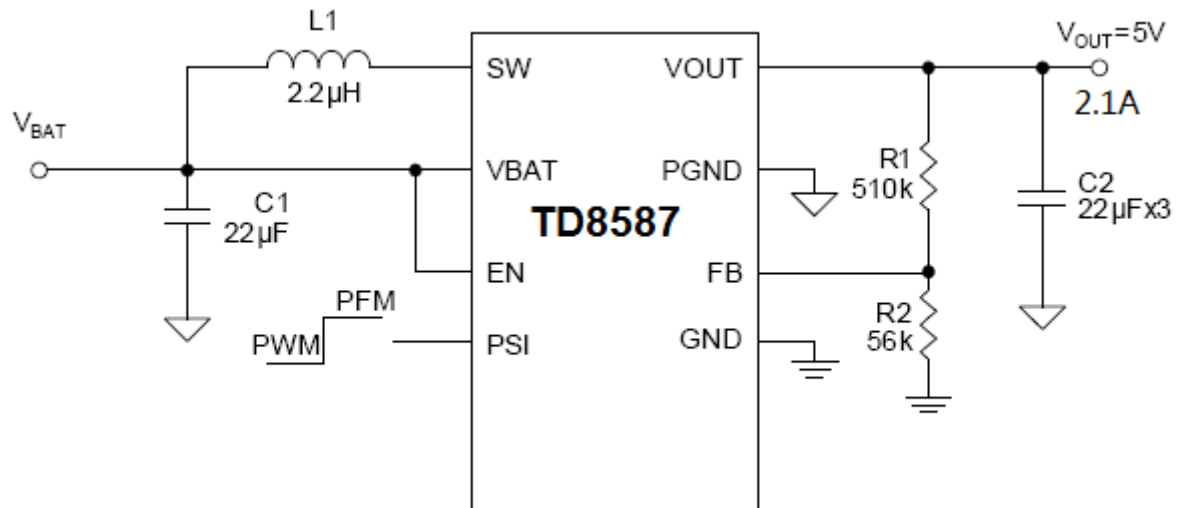 L1
2.2µH
V_BAT
C1
22µF
PFM
PWM
SW
VBAT
EN
PSI
TD8587
VOUT
PGND
FB
GND
R1
510k
R2
56k
V_OUT=5V
2.1A
C2
22µFx3